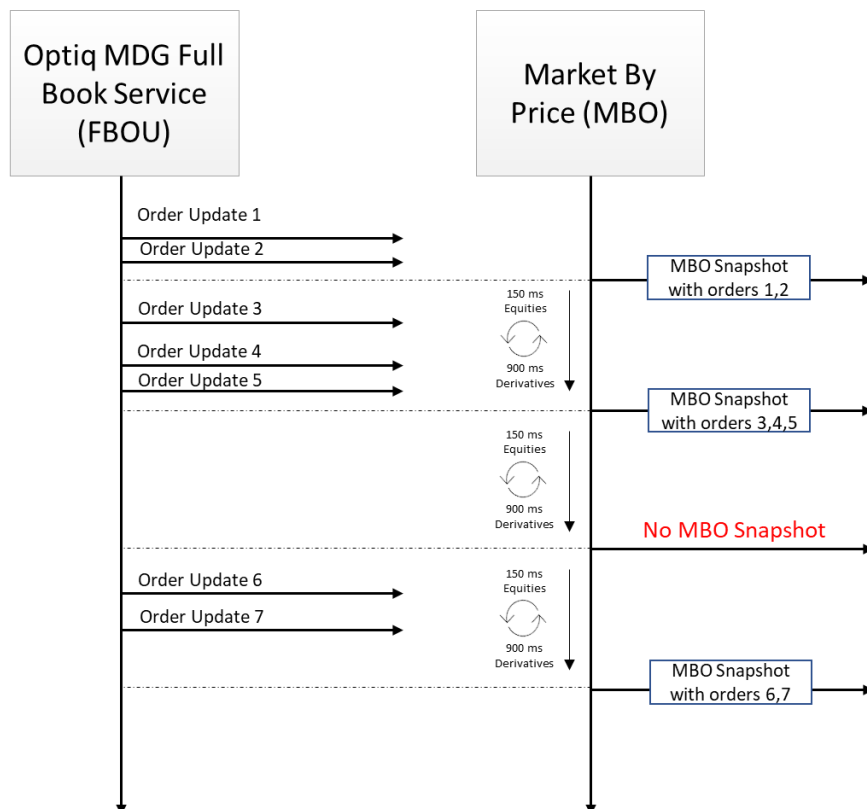 Optiq MDG Full
Book Service
(FBOU)
Market By
Price (MBO)
Order Update 1
Order Update 2
MBO Snapshot
with orders 1,2
150 ms
Equities
Order Update 3
900 ms
Derivatives
Order Update 4
Order Update 5
MBO Snapshot
with orders 3,4,5
150 ms
Equities
900 ms
Derivatives
No MBO Snapshot
150 ms
Equities
Order Update 6
Order Update 7
900 ms
Derivatives
MBO Snapshot
with orders 6,7